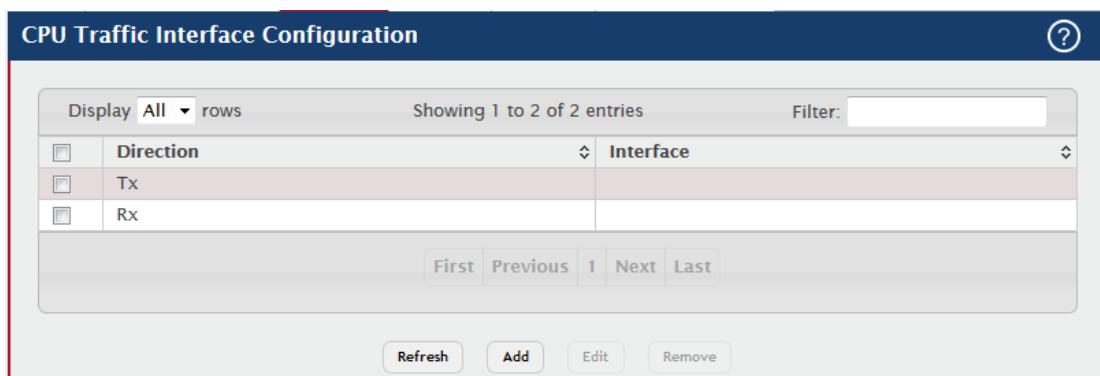 CPU Traffic Interface Configuration ?
Display All rows Showing 1 to 2 of 2 entries Filter:
Direction Interface
Tx
Rx
First Previous 1 Next Last
Refresh Add Edit Remove